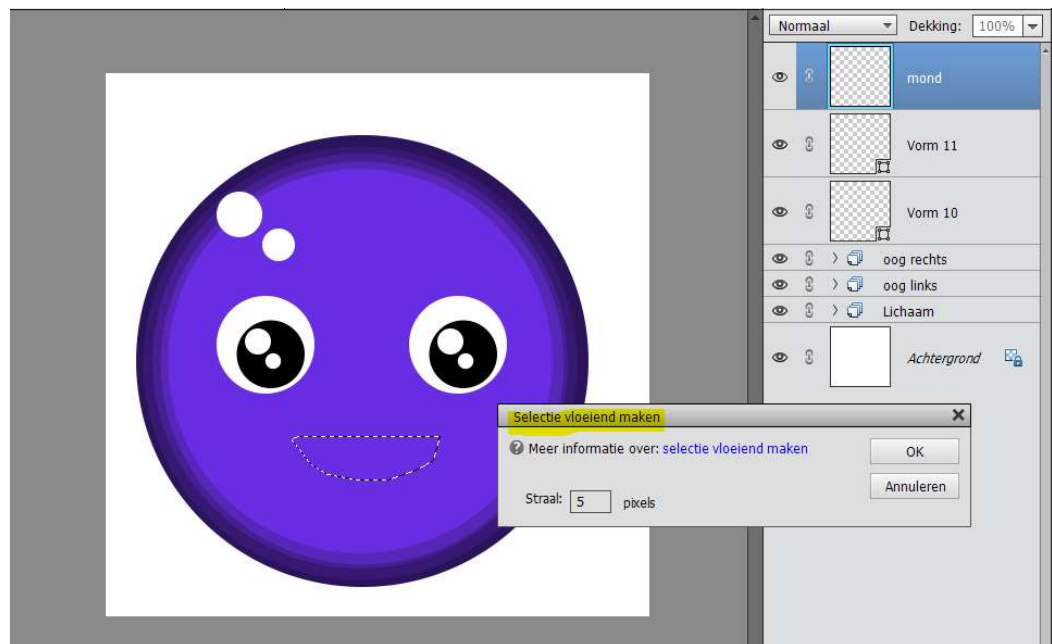 Normaal Dekking: 100%
mond
Vorm 11
Vorm 10
oog rechts
oog links
Lichaam
Achtergrond
Selectie vloeiend maken
Meer informatie over: selectie vloeiend maken
OK
Annuleren
Straal: 5 pixels